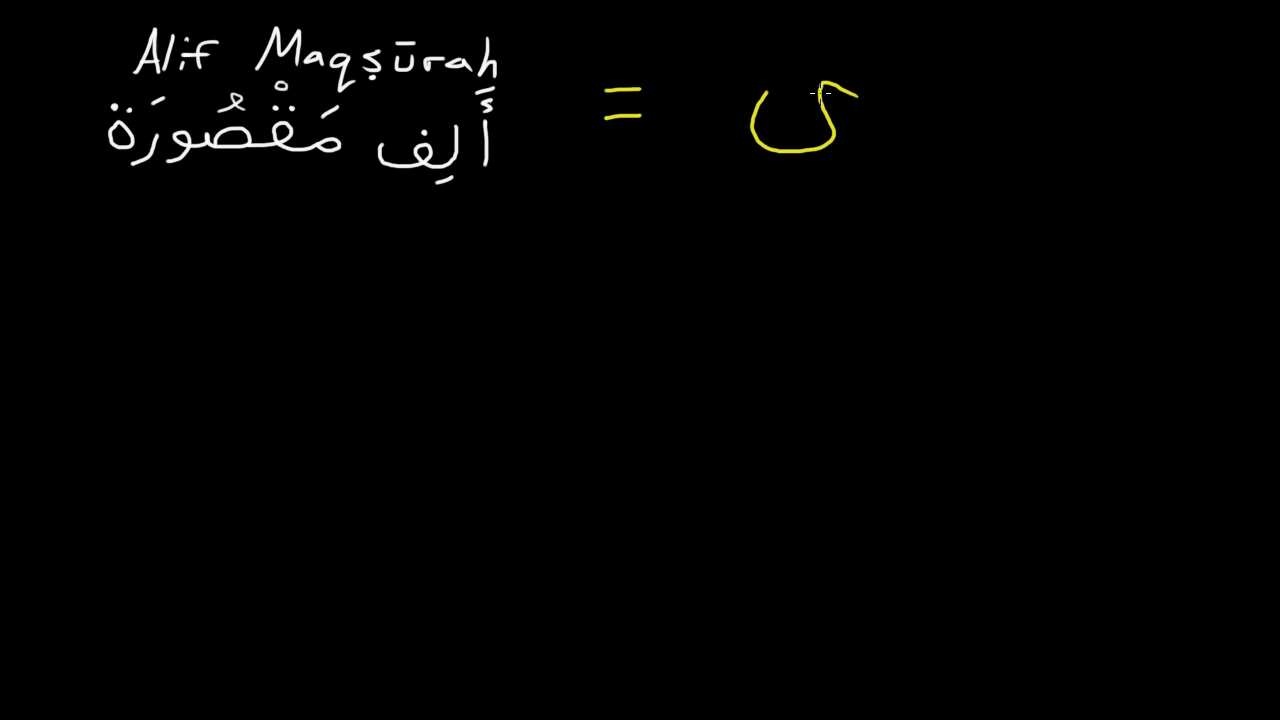 Alif Maqṣūrah
أَلِف مَقْصُورَة = ى